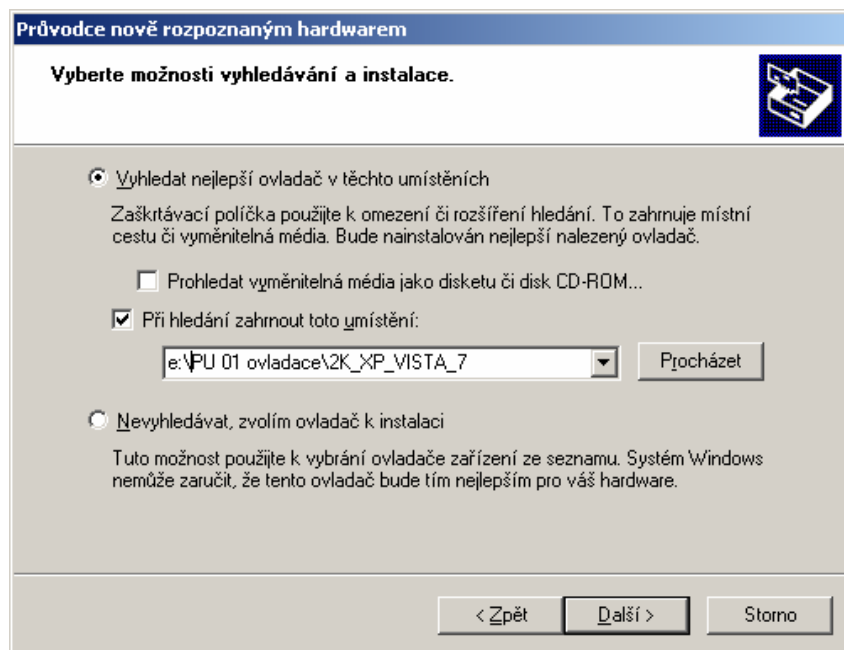 Průvodce nově rozpoznaným hardwarem
Vyberte možnosti vyhledávání a instalace.
Vyhledat nejlepší ovladač v těchto umístěních
Zaškrtávací políčka použijte k omezení či rozšíření hledání. To zahrnuje místní
cestu či vyměnitelná média. Bude nainstalován nejlepší nalezený ovladač.
Prohledat vyměnitelná média jako disketu či disk CD-ROM...
Při hledání zahrnout toto umístění:
e:\PU 01 ovladace\2K_XP_VISTA_7
Procházet
Nevyhledávat, zvolím ovladač k instalaci
Tuto možnost použijte k vybrání ovladače zařízení ze seznamu. Systém Windows
nemůže zaručit, že tento ovladač bude tím nejlepším pro váš hardware.
< Zpět
Další >
Storno